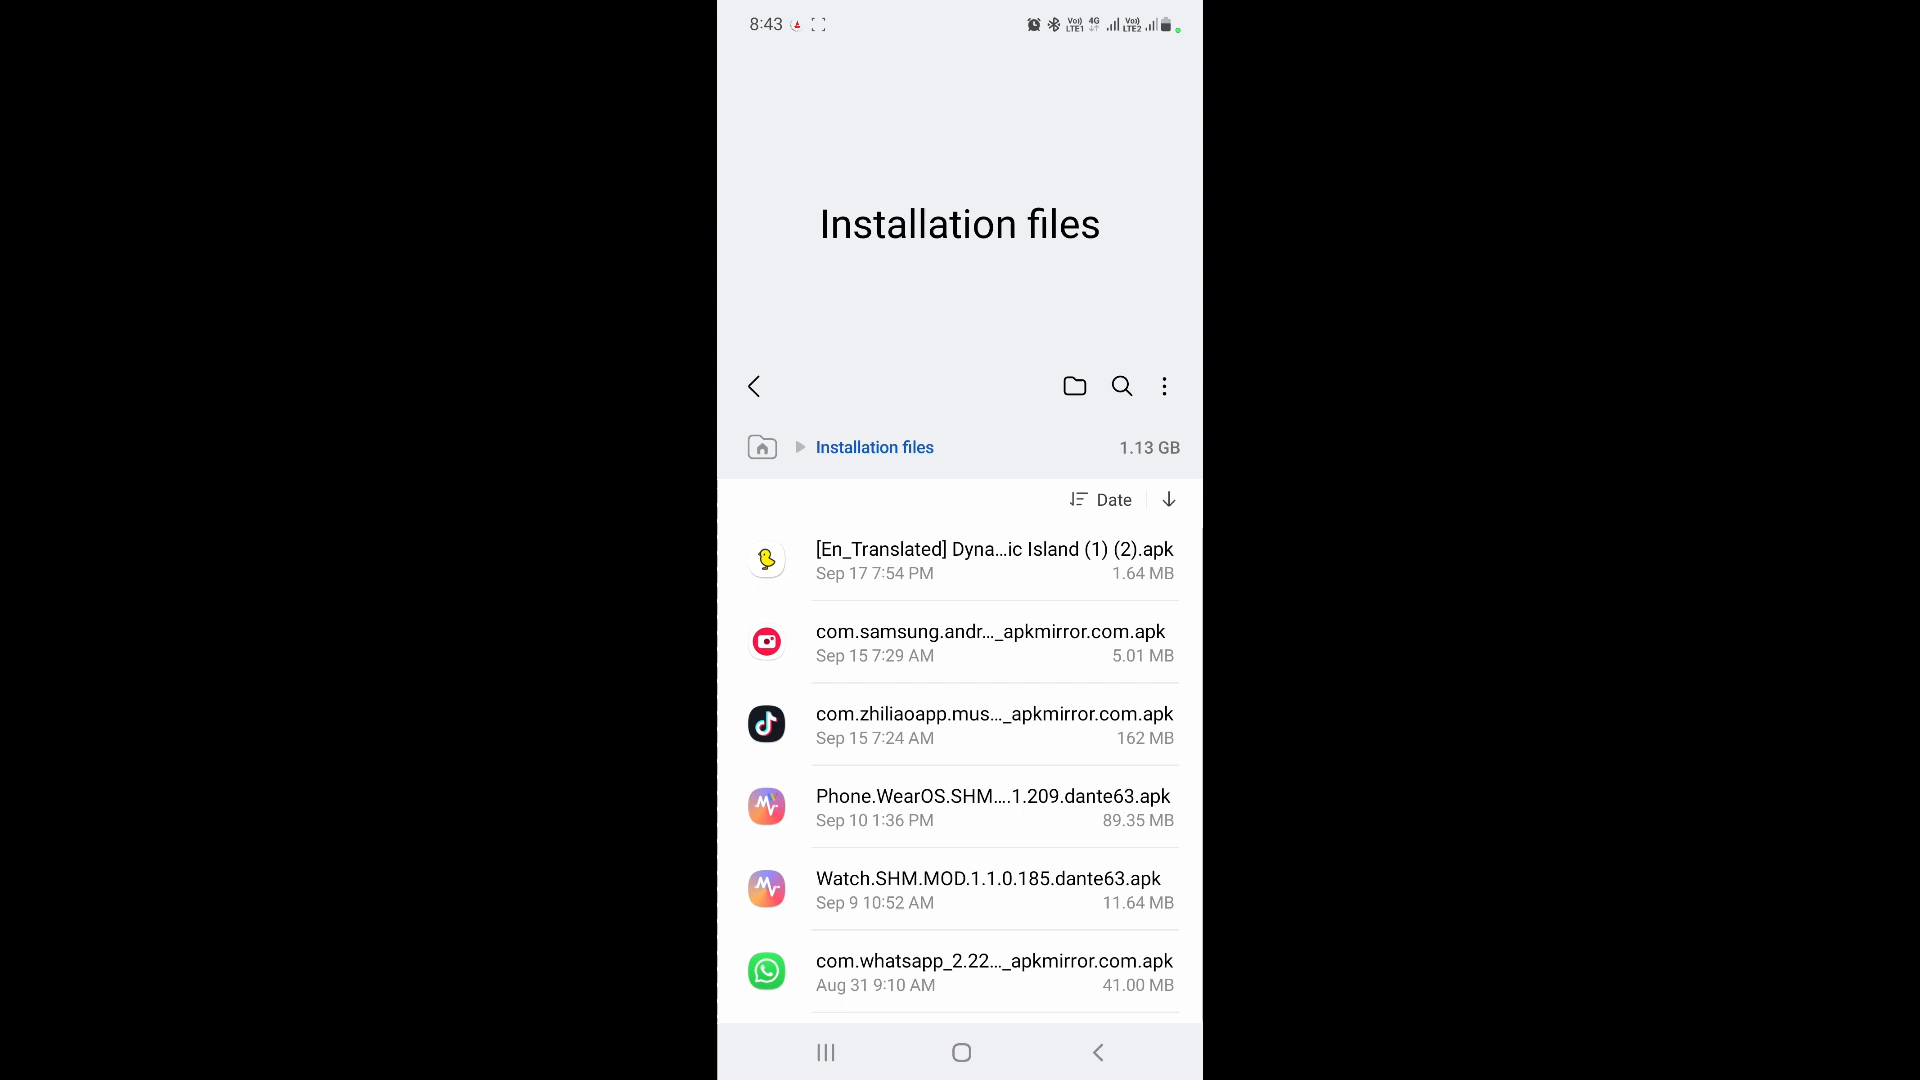 8:43
Vo)) LTE1 4G Vo)) LTE2
Installation files
Installation files 1.13 GB
Date
[En_Translated] Dyna...ic Island (1) (2).apk
Sep 17 7:54 PM 1.64 MB
com.samsung.andr..._apkmirror.com.apk
Sep 15 7:29 AM 5.01 MB
com.zhiliaoapp.mus..._apkmirror.com.apk
Sep 15 7:24 AM 162 MB
Phone.WearOS.SHM....1.209.dante63.apk
Sep 10 1:36 PM 89.35 MB
Watch.SHM.MOD.1.1.0.185.dante63.apk
Sep 9 10:52 AM 11.64 MB
com.whatsapp_2.22..._apkmirror.com.apk
Aug 31 9:10 AM 41.00 MB